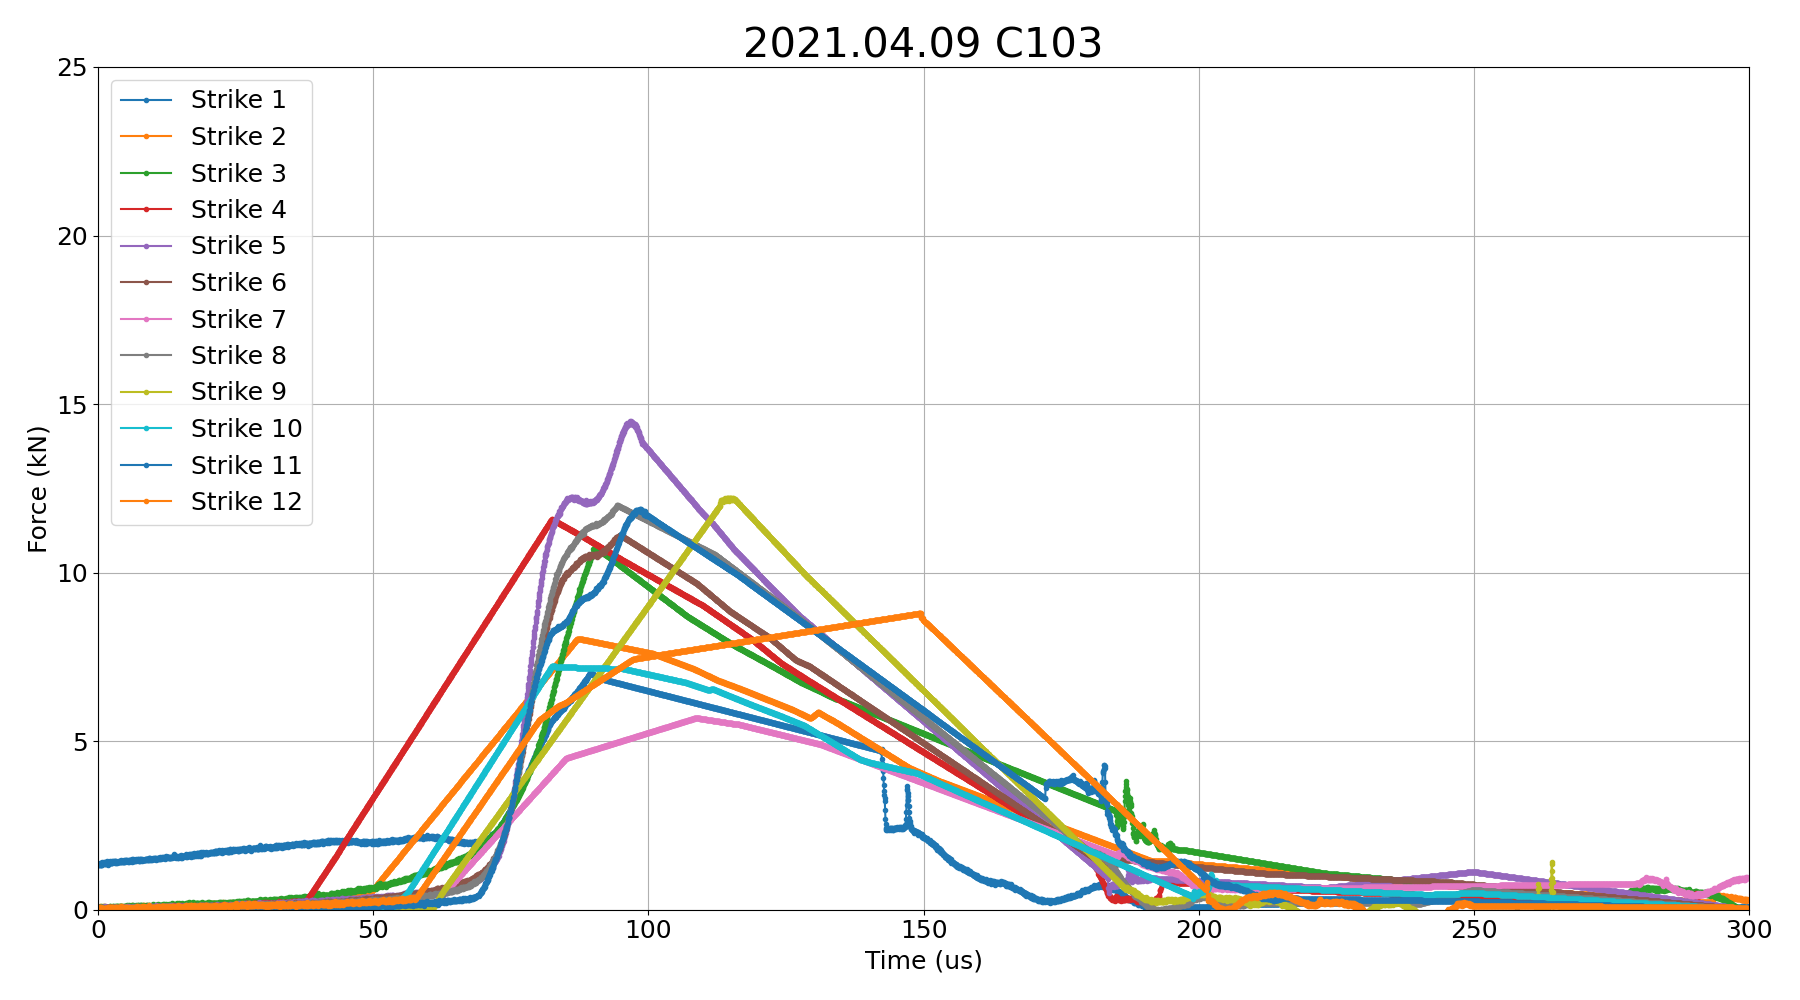 2021.04.09 C103
25
20
15
10
5
0
Force (kN)
Strike 1
Strike 2
Strike 3
Strike 4
Strike 5
Strike 6
Strike 7
Strike 8
Strike 9
Strike 10
Strike 11
Strike 12
0 50 100 150 200 250 300
Time (us)